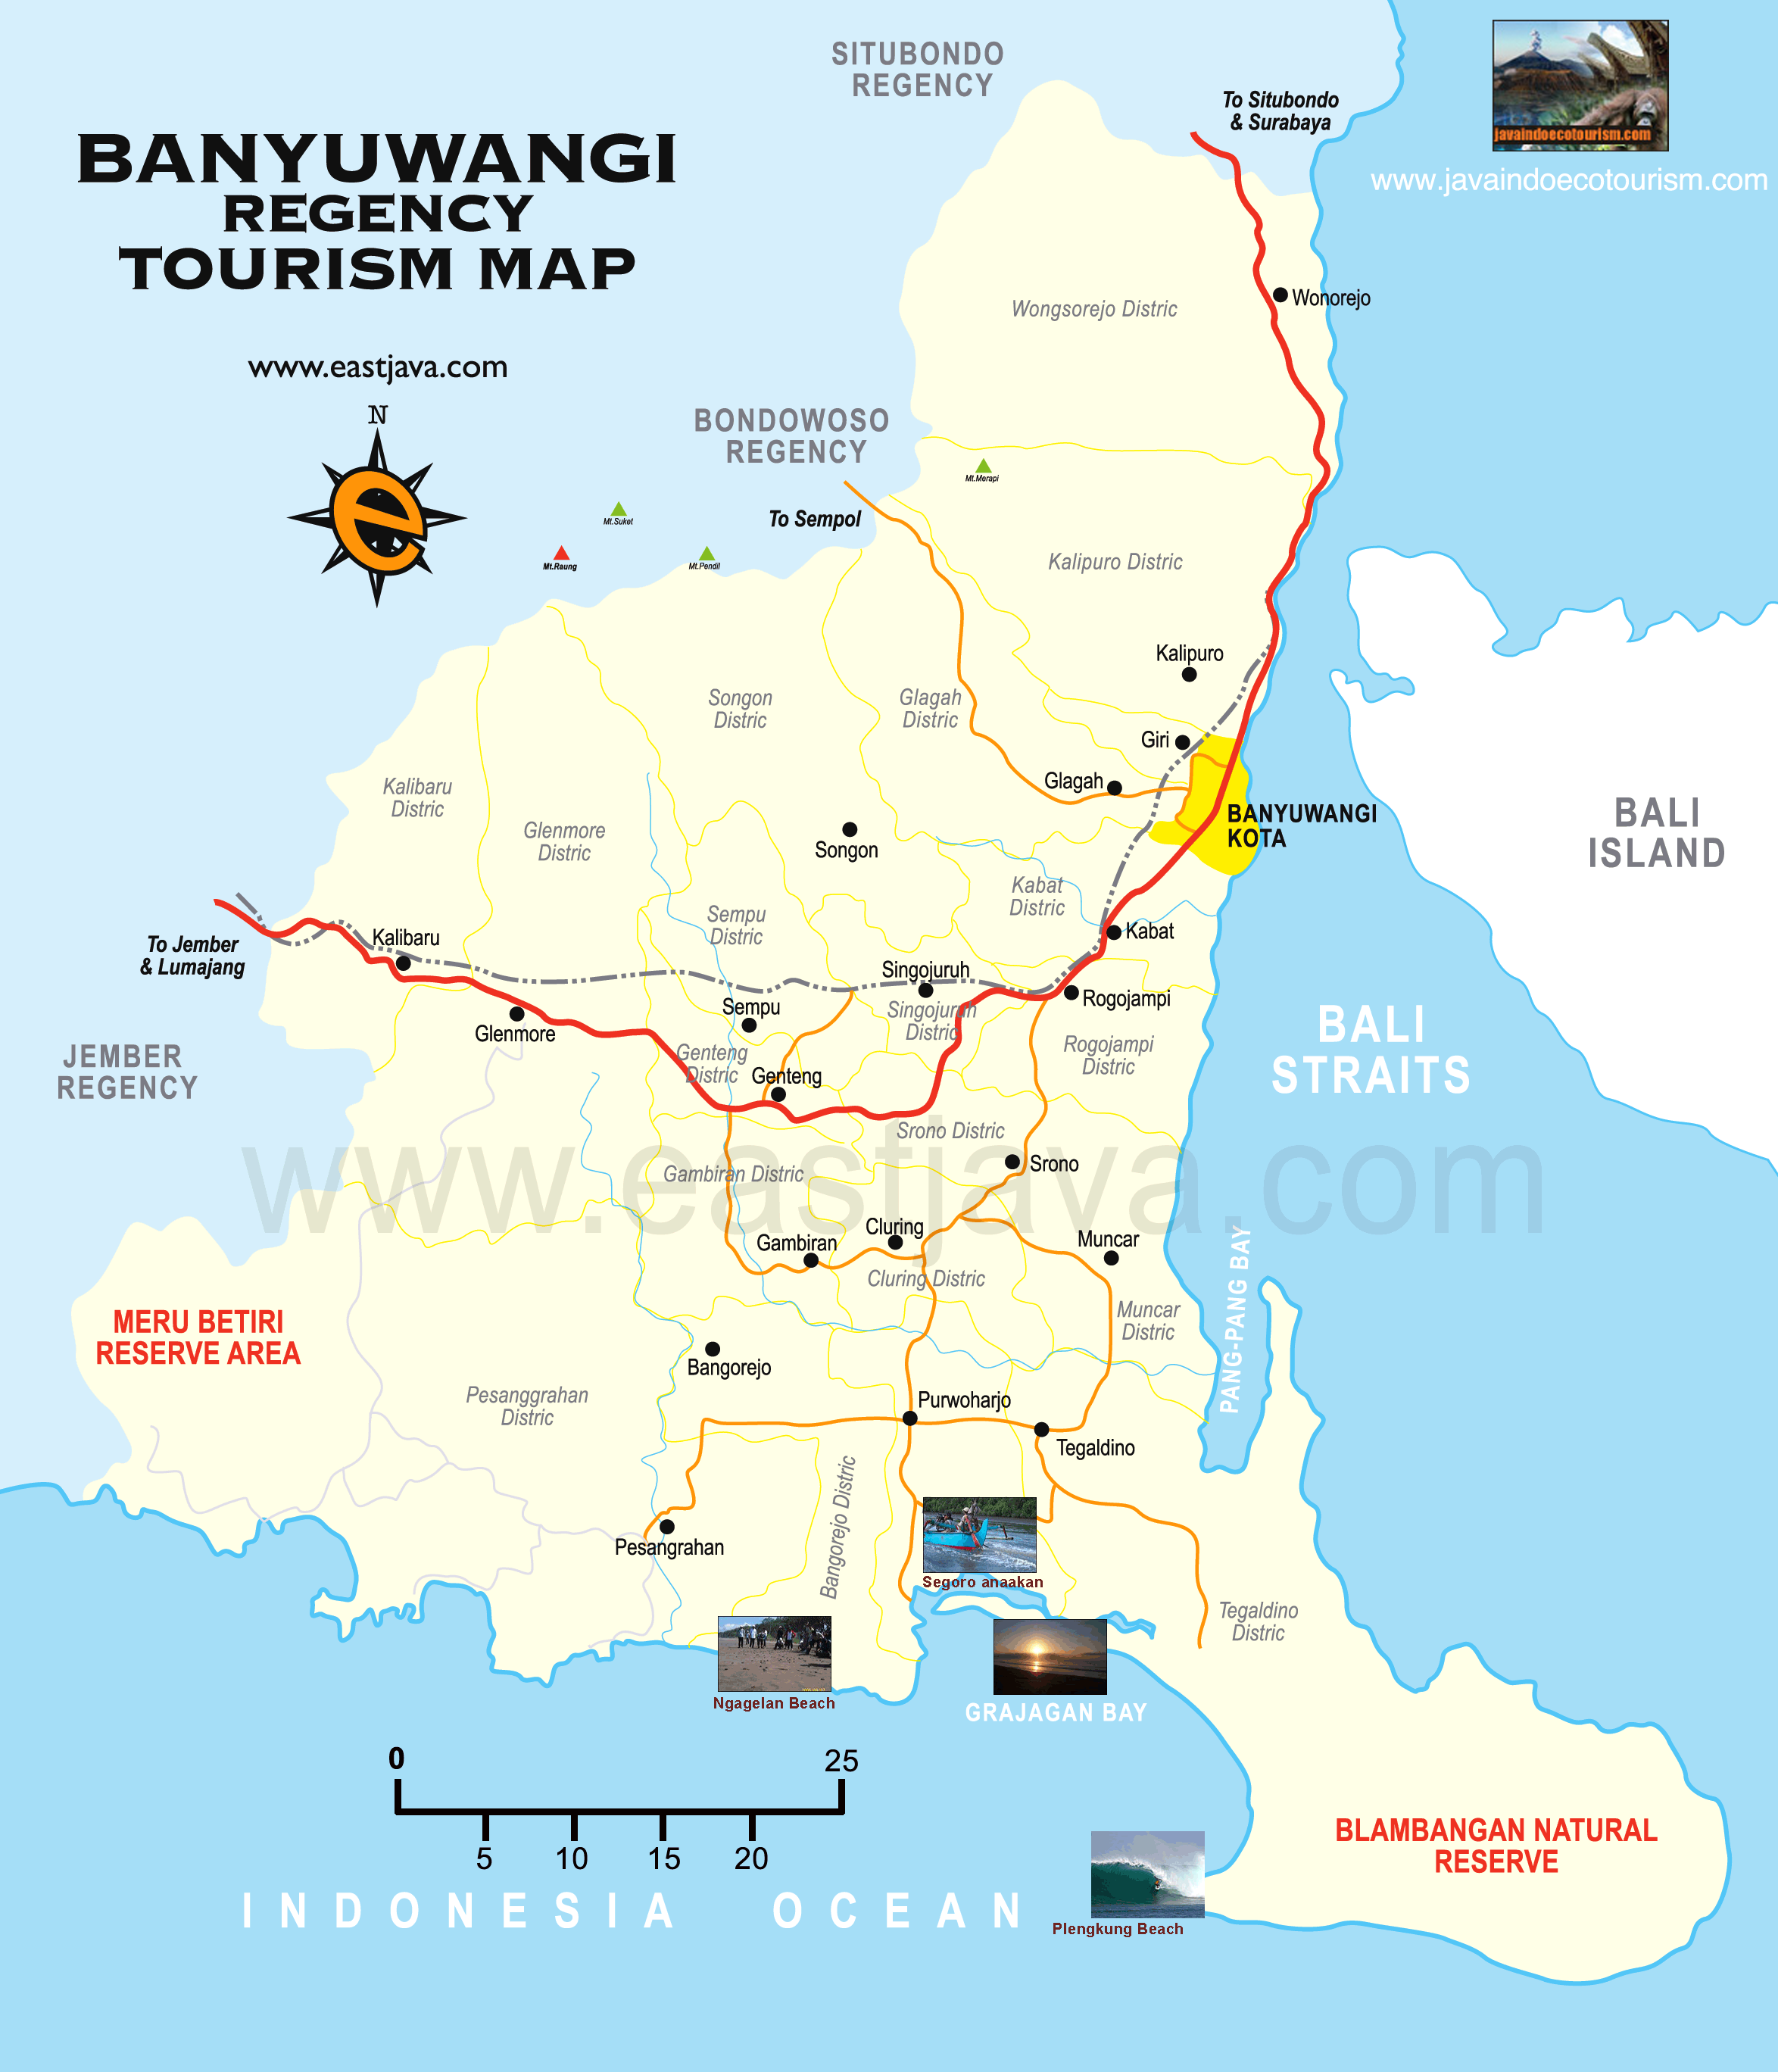 SITUBONDO
REGENCY
To Situbondo
& Surabaya
javaindoecotourism.com
www.javaindoecotourism.com
BANYUWANGI
REGENCY
TOURISM MAP
www.eastjava.com
N
Wonorejo
Wongsorejo Distric
BONDOWOSO
REGENCY
Mt.Merapi
To Sempol
Mt.Suket
Mt.Raung
Mt.Pendil
Kalipuro Distric
Kalipuro
Songon
Distric
Glagah
Distric
Giri
Glagah
Kalibaru
Distric
Glenmore
Distric
BANYUWANGI
KOTA
BALI
ISLAND
Songon
Kabat
Distric
Sempu
Distric
Kabat
To Jember
& Lumajang
Kalibaru
Singojuruh
Rogojampi
Sempu
Singojuruh
Distric
Glenmore
BALI
STRAITS
JEMBER
REGENCY
Genteng
Distric
Genteng
Rogojampi
Distric
Srono Distric
www.eastjava.com
Srono
Gambiran Distric
Cluring
Gambiran
Muncar
Cluring Distric
PANG-PANG BAY
MERU BETIRI
RESERVE AREA
Muncar
Distric
Bangorejo
Pesanggrahan
Distric
Purwoharjo
Tegaldino
Bangorejo Distric
Pesangrahan
Segoro anaakan
Tegaldino
Distric
Ngagelan Beach
GRAJAGAN BAY
0
25
5
10
15
20
BLAMBANGAN NATURAL
RESERVE
INDONESIA OCEAN
Plengkung Beach